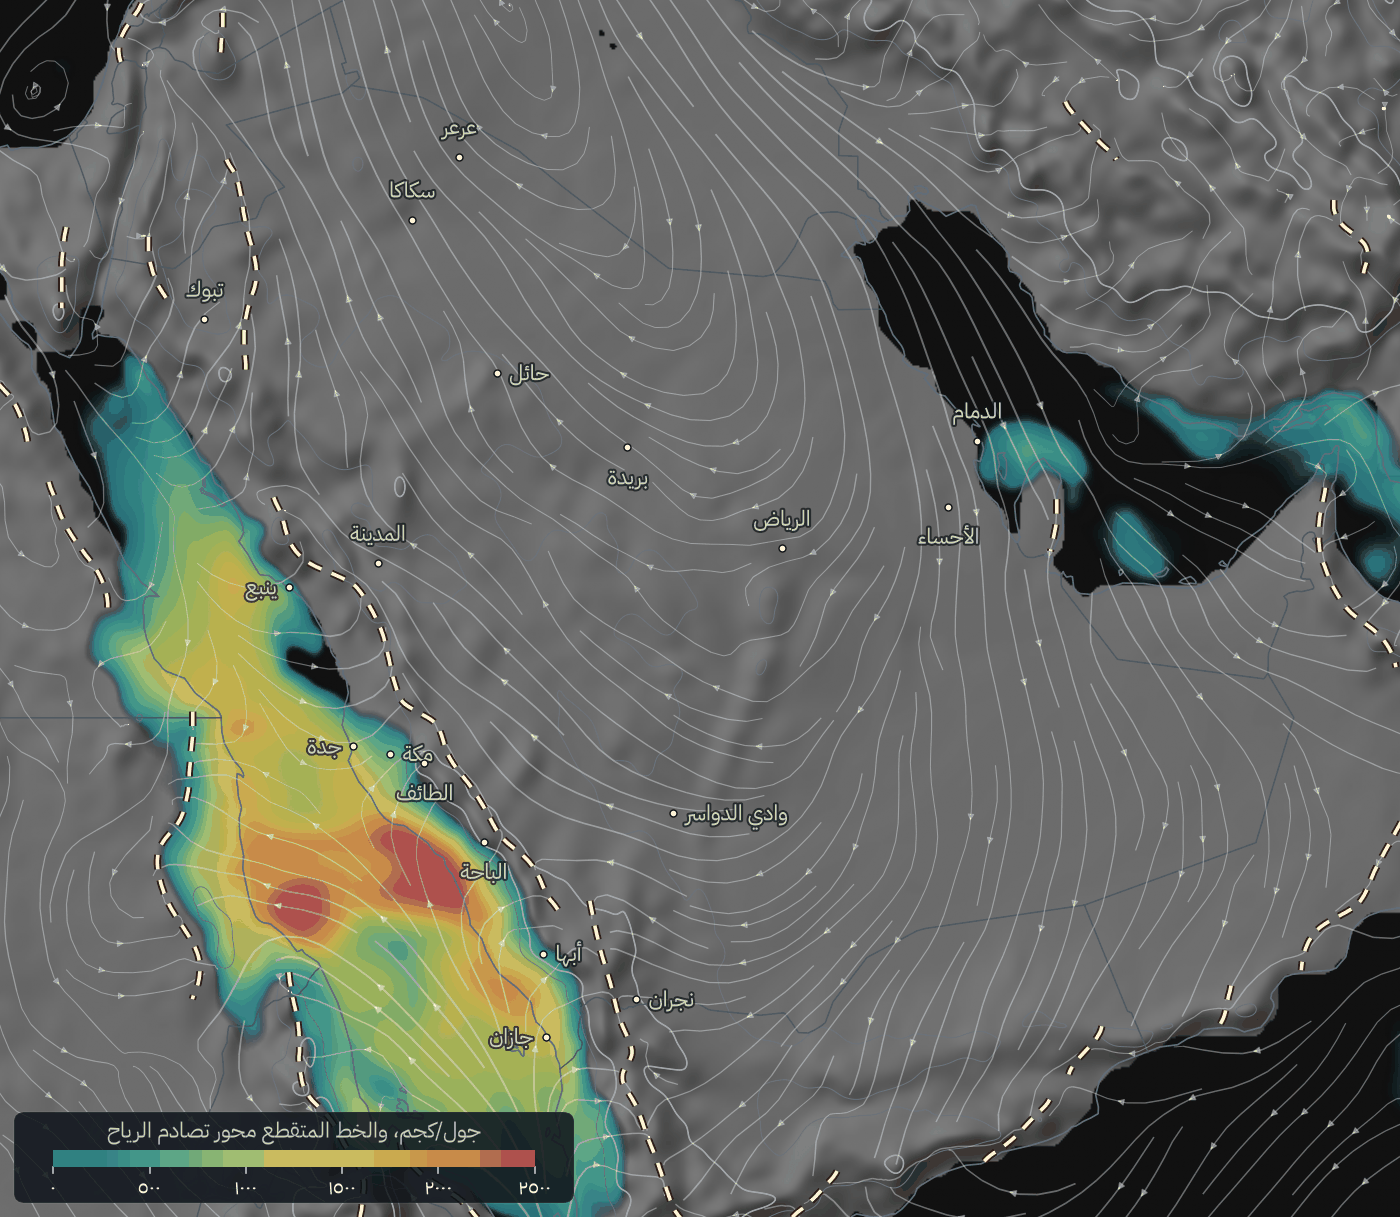 عرعر
سكاكا
تبوك
حائل
الدمام
بريدة
الرياض
الأحساء
المدينة
ينبع
جدة
مكة
الطائف
وادي الدواسر
الباحة
أبها
نجران
جازان
جول/كجم، والخط المتقطع محور تصادم الرياح
٠ ٥٠٠ ١٠٠٠ ١٥٠٠ ٢٠٠٠ ٢٥٠٠